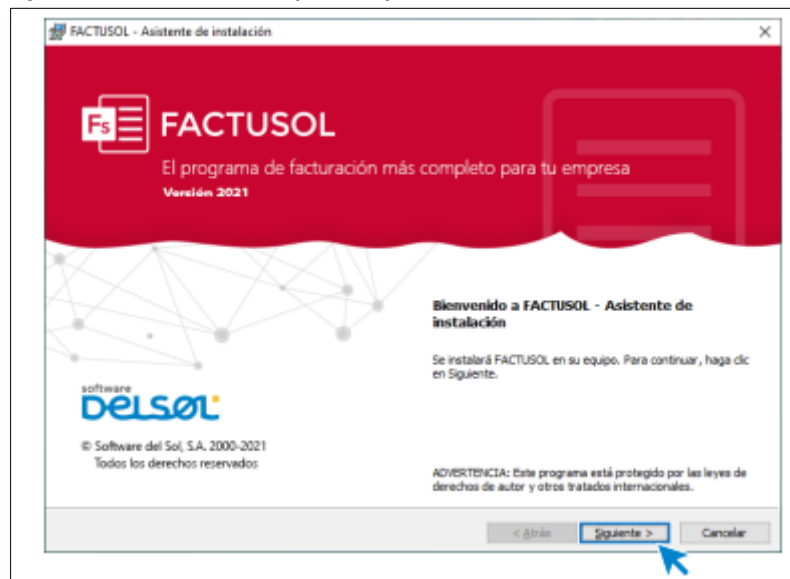 FACTUSOL - Asistente de instalación
Fs
FACTUSOL
El programa de facturación más completo para tu empresa
Versión 2021
Bienvenido a FACTUSOL - Asistente de
instalación
Se instalará FACTUSOL en su equipo. Para continuar, haga clic
en Siguiente.
software
DELSOL
© Software del Sol, S.A. 2000-2021
Todos los derechos reservados
ADVERTENCIA: Este programa está protegido por las leyes de
derechos de autor y otros tratados internacionales.
< Atrás
Siguiente >
Cancelar